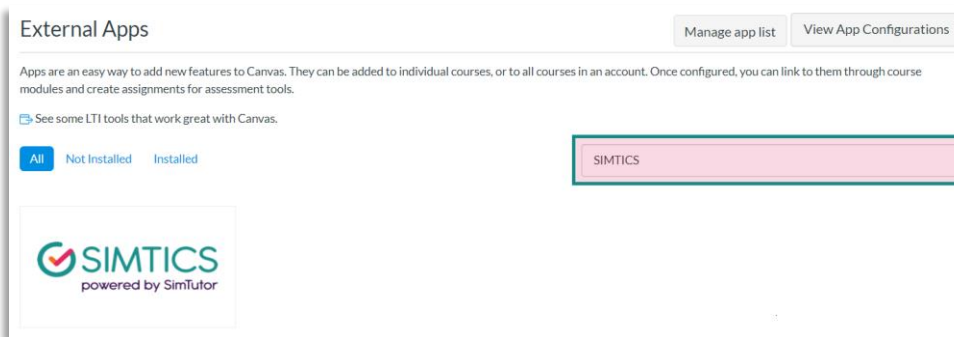 External Apps
Manage app list
View App Configurations
Apps are an easy way to add new features to Canvas. They can be added to individual courses, or to all courses in an account. Once configured, you can link to them through course
modules and create assignments for assessment tools.
See some LTI tools that work great with Canvas.
All Not Installed Installed
SIMTICS
SIMTICS
powered by SimTutor